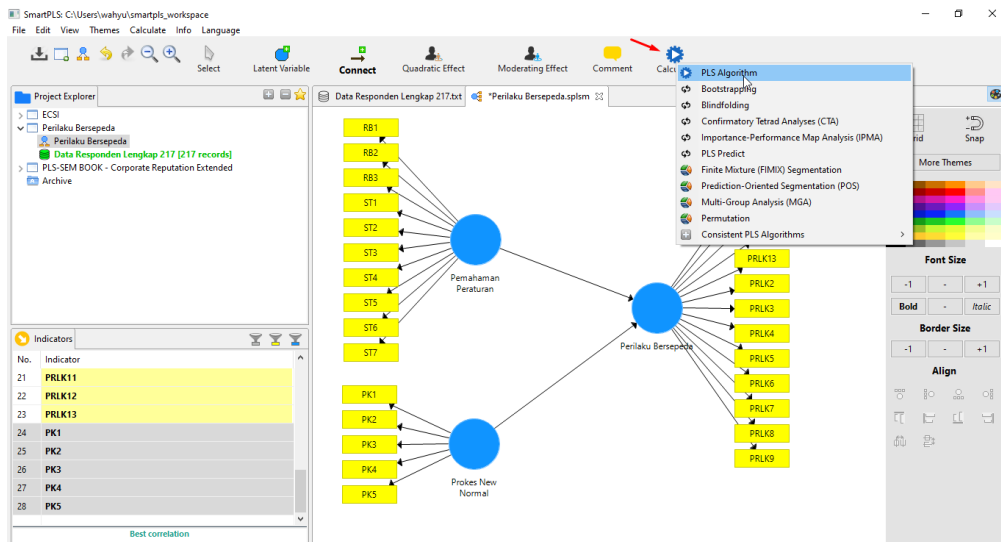 SmartPLS: C:\Users\wahyu\smartpls_workspace
File Edit View Themes Calculate Info Language
Select
Latent Variable
Connect
Quadratic Effect
Moderating Effect
Comment
Project Explorer
ECSI
Perilaku Bersepeda
Perilaku Bersepeda
Data Responden Lengkap 217 [217 records]
PLS-SEM BOOK - Corporate Reputation Extended
Archive
Indicators
No. Indicator
21 PRLK11
22 PRLK12
23 PRLK13
24 PK1
25 PK2
26 PK3
27 PK4
28 PK5
Best correlation
Data Responden Lengkap 217.txt
*Perilaku Bersepeda.splsm
RB1
RB2
RB3
ST1
ST2
ST3
ST4
ST5
ST6
ST7
Pemahaman
Peraturan
PK1
PK2
PK3
PK4
PK5
Prokes New
Normal
Perilaku Bersepeda
PRLK13
PRLK2
PRLK3
PRLK4
PRLK5
PRLK6
PRLK7
PRLK8
PRLK9
PLS Algorithm
Bootstrapping
Blindfolding
Confirmatory Tetrad Analyses (CTA)
Importance-Performance Map Analysis (IPMA)
PLS Predict
Finite Mixture (FIMIX) Segmentation
Prediction-Oriented Segmentation (POS)
Multi-Group Analysis (MGA)
Permutation
Consistent PLS Algorithms
Snap
More Themes
Font Size
-1 - +1
Bold - Italic
Border Size
-1 - +1
Align